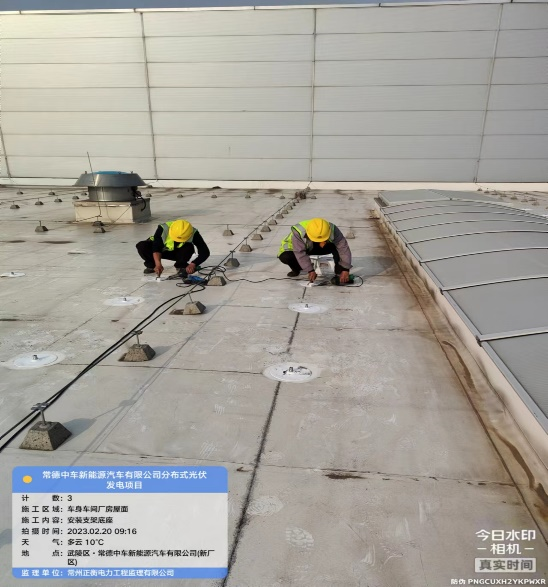 常德中车新能源汽车有限公司分布式光伏
发电项目
计 数：3
施工区域：车身车间厂房屋面
施工内容：安装支架底座
拍摄时间：2023.02.20 09:16
天 气：多云 10℃
地 点：武陵区·常德中车新能源汽车有限公司(新厂
区)
监理单位：常州正衡电力工程监理有限公司
今日水印
相机
真实时间
防伪 PNGCUXH2YKPWXR